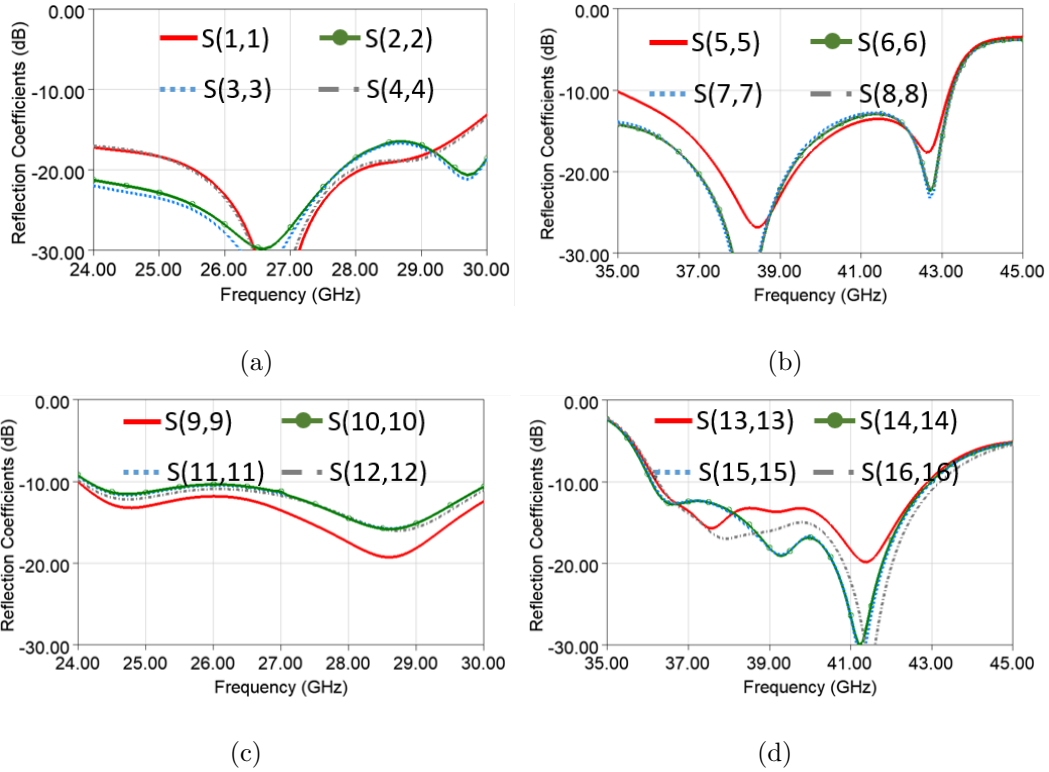 0.00
-10.00
-20.00
-30.00
Reflection Coefficients (dB)
S(1,1) S(2,2)
S(3,3) S(4,4)
24.00 25.00 26.00 27.00 28.00 29.00 30.00
Frequency (GHz)
(a)
0.00
-10.00
-20.00
-30.00
Reflection Coefficients (dB)
S(5,5) S(6,6)
S(7,7) S(8,8)
35.00 37.00 39.00 41.00 43.00 45.00
Frequency (GHz)
(b)
0.00
-10.00
-20.00
-30.00
Reflection Coefficients (dB)
S(9,9) S(10,10)
S(11,11) S(12,12)
24.00 25.00 26.00 27.00 28.00 29.00 30.00
Frequency (GHz)
(c)
0.00
-10.00
-20.00
-30.00
Reflection Coefficients (dB)
S(13,13) S(14,14)
S(15,15) S(16,16)
35.00 37.00 39.00 41.00 43.00 45.00
Frequency (GHz)
(d)